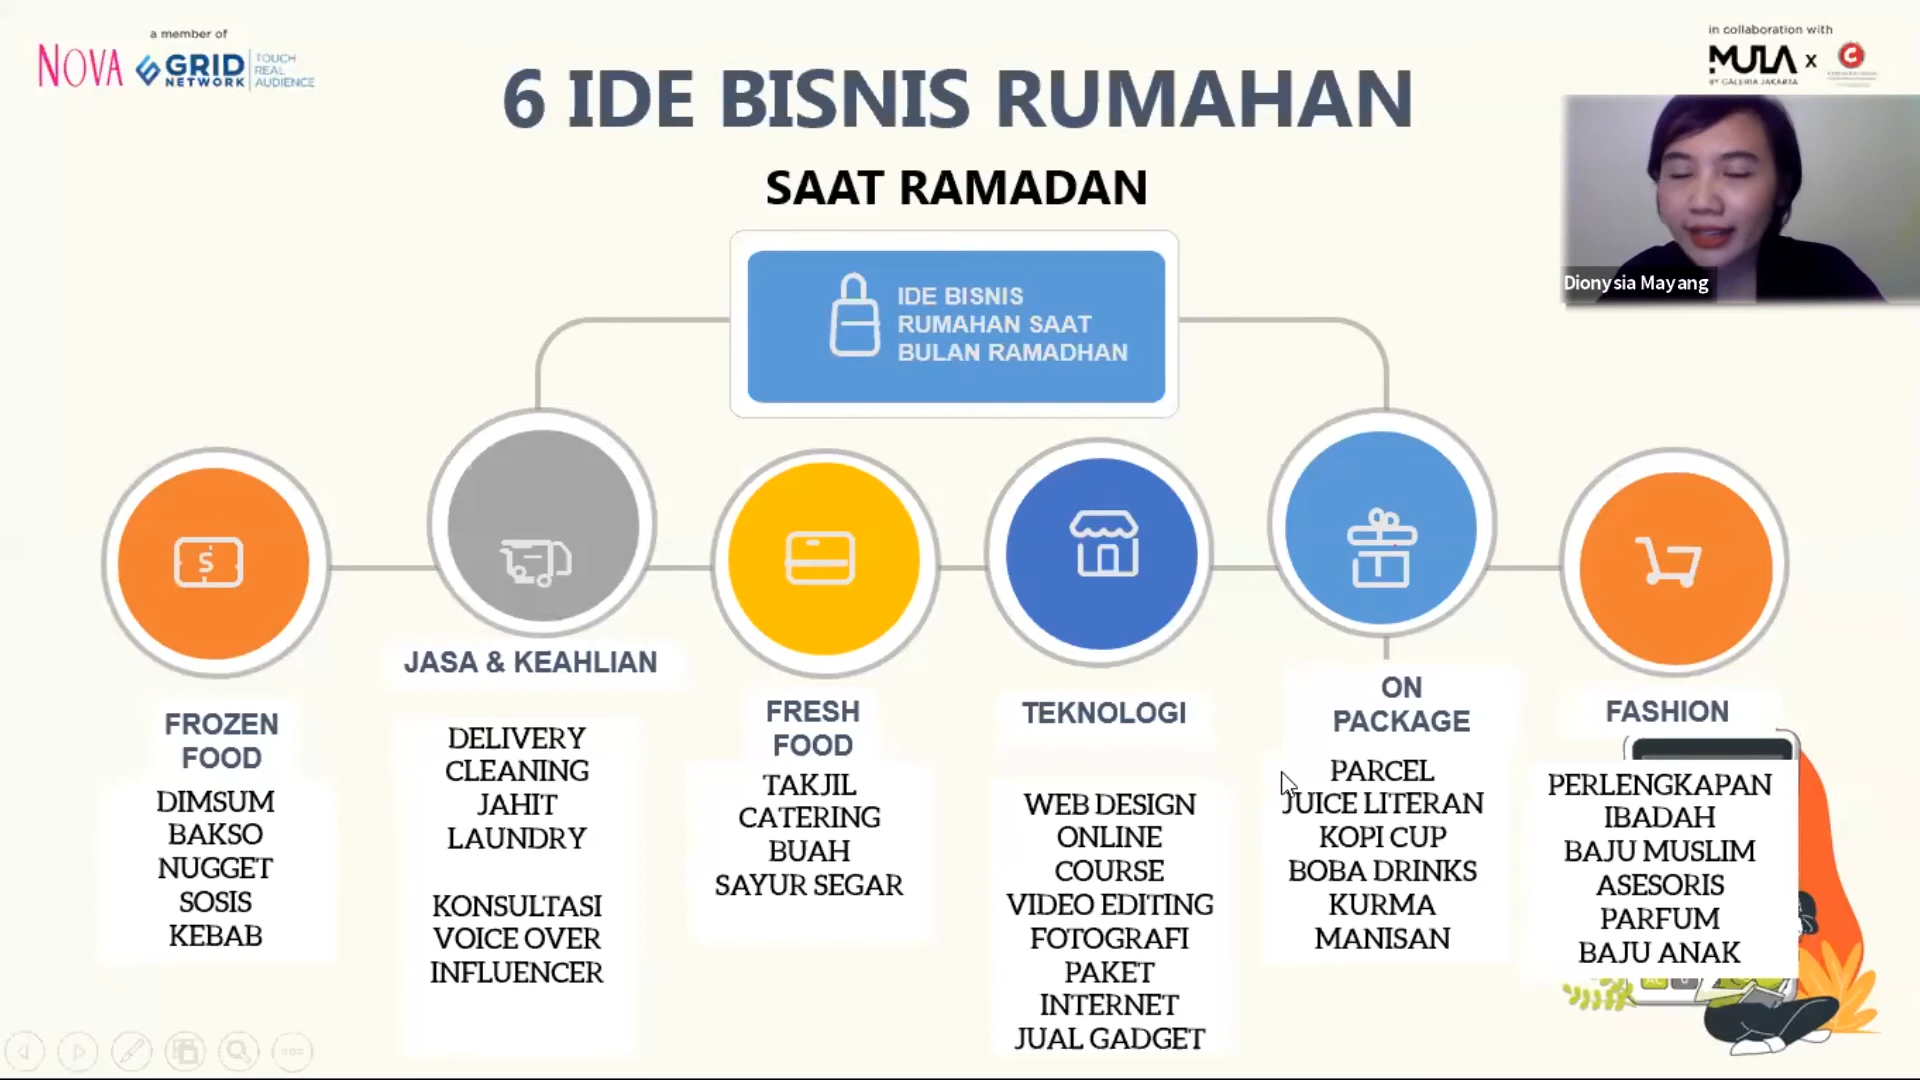 a member of
NOVA
GRID
NETWORK
TOUCH
REAL
AUDIENCE
in collaboration with
MULA x
BY GALERIA JAKARTA
6 IDE BISNIS RUMAHAN
SAAT RAMADAN
Dionysia Mayang
IDE BISNIS
RUMAHAN SAAT
BULAN RAMADHAN
FROZEN
FOOD
DIMSUM
BAKSO
NUGGET
SOSIS
KEBAB
JASA & KEAHLIAN
DELIVERY
CLEANING
JAHIT
LAUNDRY
KONSULTASI
VOICE OVER
INFLUENCER
FRESH
FOOD
TAKJIL
CATERING
BUAH
SAYUR SEGAR
TEKNOLOGI
WEB DESIGN
ONLINE
COURSE
VIDEO EDITING
FOTOGRAFI
PAKET
INTERNET
JUAL GADGET
ON
PACKAGE
PARCEL
JUICE LITERAN
KOPI CUP
BOBA DRINKS
KURMA
MANISAN
FASHION
PERLENGKAPAN
IBADAH
BAJU MUSLIM
ASESORIS
PARFUM
BAJU ANAK